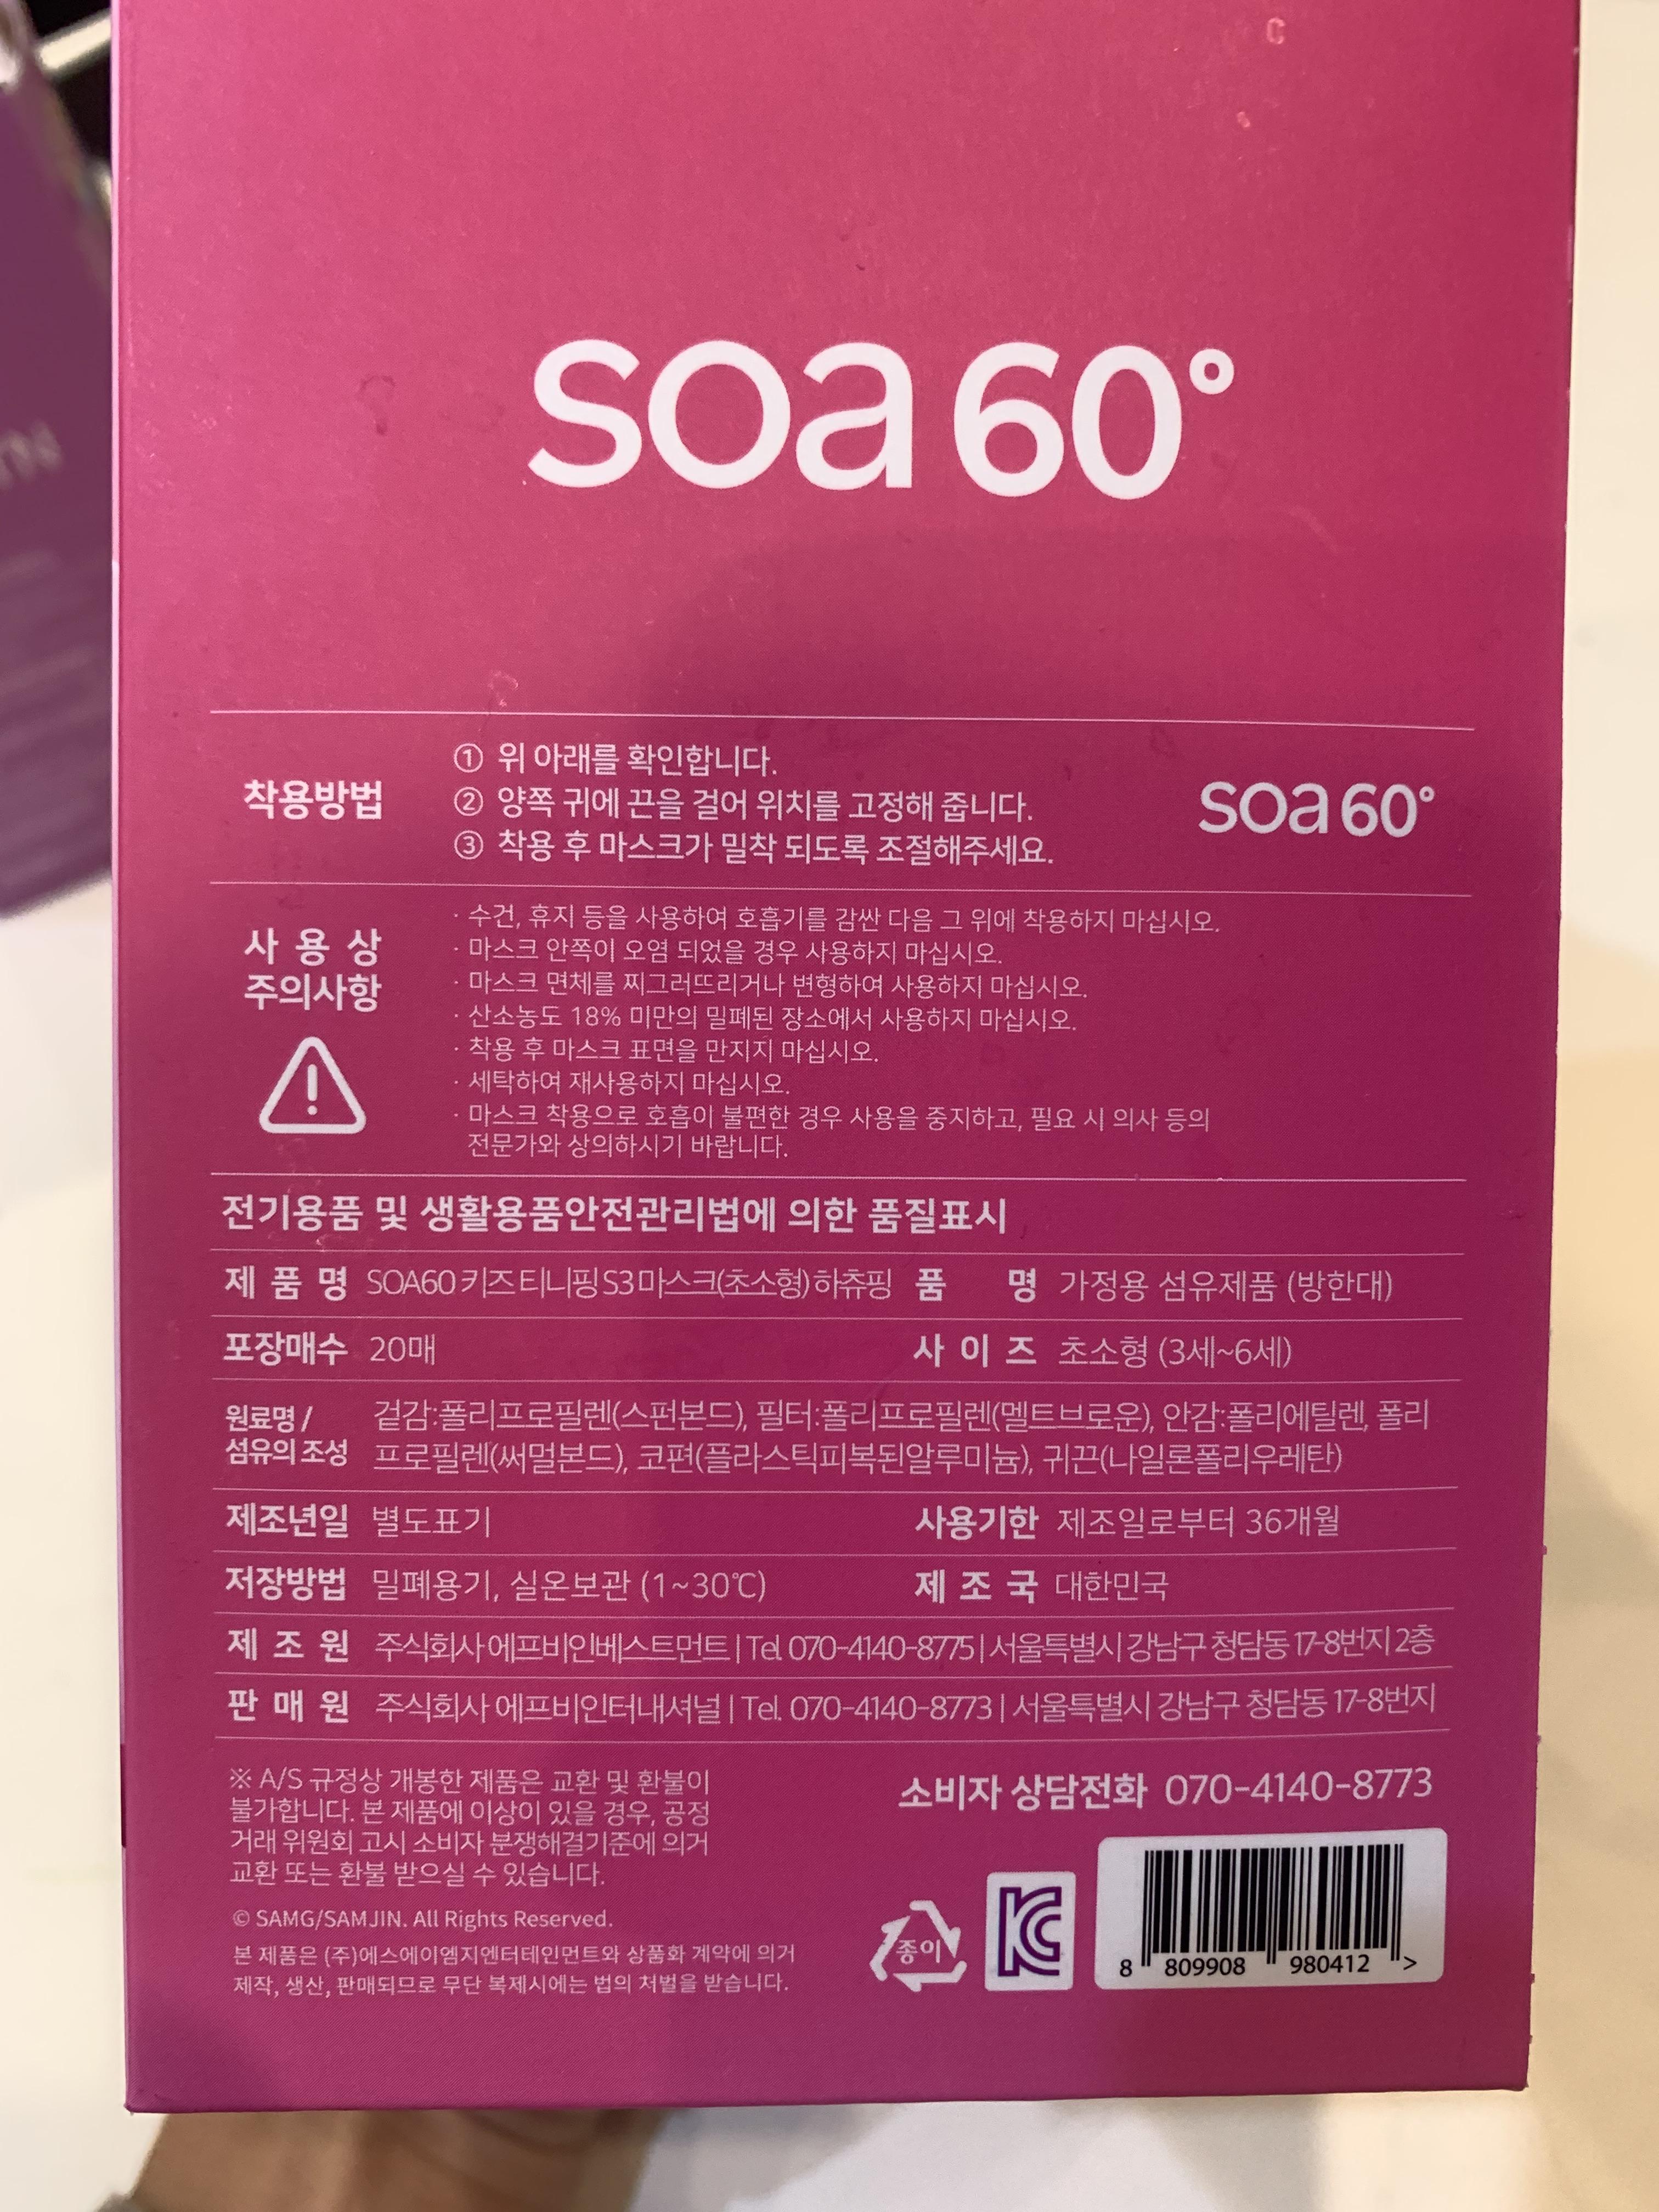 soa 60°
착용방법
① 위 아래를 확인합니다.
② 양쪽 귀에 끈을 걸어 위치를 고정해 줍니다.
③ 착용 후 마스크가 밀착 되도록 조절해주세요.
soa 60°
사 용 상
주의사항
· 수건, 휴지 등을 사용하여 호흡기를 감싼 다음 그 위에 착용하지 마십시오.
· 마스크 안쪽이 오염 되었을 경우 사용하지 마십시오.
· 마스크 면체를 찌그러뜨리거나 변형하여 사용하지 마십시오.
· 산소농도 18% 미만의 밀폐된 장소에서 사용하지 마십시오.
· 착용 후 마스크 표면을 만지지 마십시오.
· 세탁하여 재사용하지 마십시오.
· 마스크 착용으로 호흡이 불편한 경우 사용을 중지하고, 필요 시 의사 등의
전문가와 상의하시기 바랍니다.
전기용품 및 생활용품안전관리법에 의한 품질표시
제 품 명 SOA60 키즈 티니핑 S3 마스크(초소형) 하츄핑 품 명 가정용 섬유제품 (방한대)
포장매수 20매 사 이 즈 초소형 (3세~6세)
원료명 / 
섬유의 조성
겉감:폴리프로필렌(스펀본드), 필터:폴리프로필렌(멜트브로운), 안감:폴리에틸렌, 폴리
프로필렌(써멀본드), 코편(플라스틱피복된알루미늄), 귀끈(나일론폴리우레탄)
제조년일 별도표기 사용기한 제조일로부터 36개월
저장방법 밀폐용기, 실온보관 (1~30℃) 제 조 국 대한민국
제 조 원 주식회사 에프비인베스트먼트 | Tel. 070-4140-8775 | 서울특별시 강남구 청담동 17-8번지 2층
판 매 원 주식회사 에프비인터내셔널 | Tel. 070-4140-8773 | 서울특별시 강남구 청담동 17-8번지
※ A/S 규정상 개봉한 제품은 교환 및 환불이
불가합니다. 본 제품에 이상이 있을 경우, 공정
거래 위원회 고시 소비자 분쟁해결기준에 의거
교환 또는 환불 받으실 수 있습니다.
소비자 상담전화 070-4140-8773
© SAMG/SAMJIN. All Rights Reserved.
본 제품은 (주)에스에이엠지엔터테인먼트와 상품화 계약에 의거
제작, 생산, 판매되므로 무단 복제시에는 법의 처벌을 받습니다.
종이
KC
8 809908 980412 >